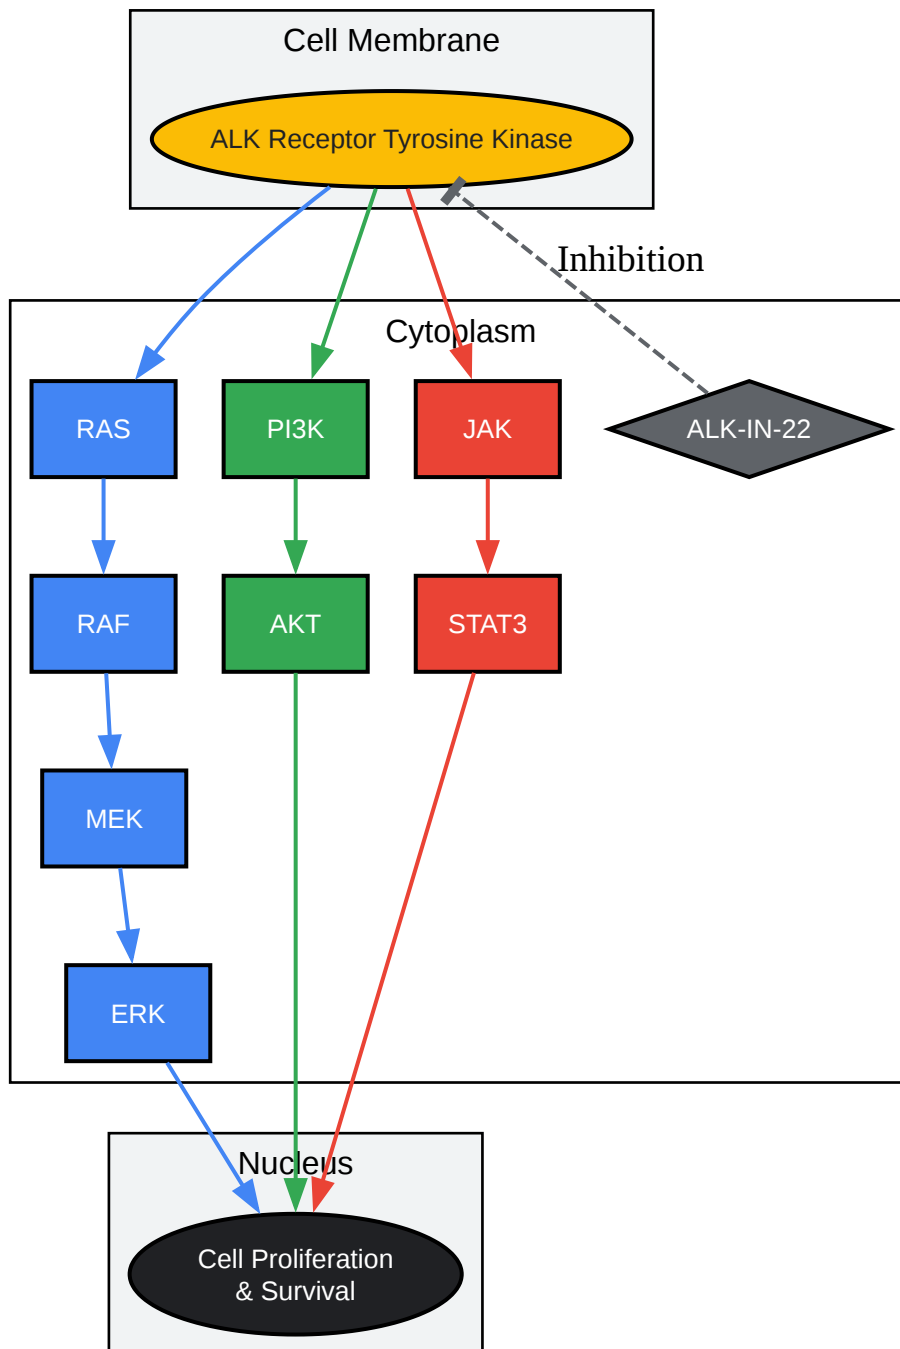 Cell Membrane
ALK Receptor Tyrosine Kinase
Inhibition
Cytoplasm
RAS
PI3K
JAK
ALK-IN-22
RAF
AKT
STAT3
MEK
ERK
Nucleus
Cell Proliferation
& Survival